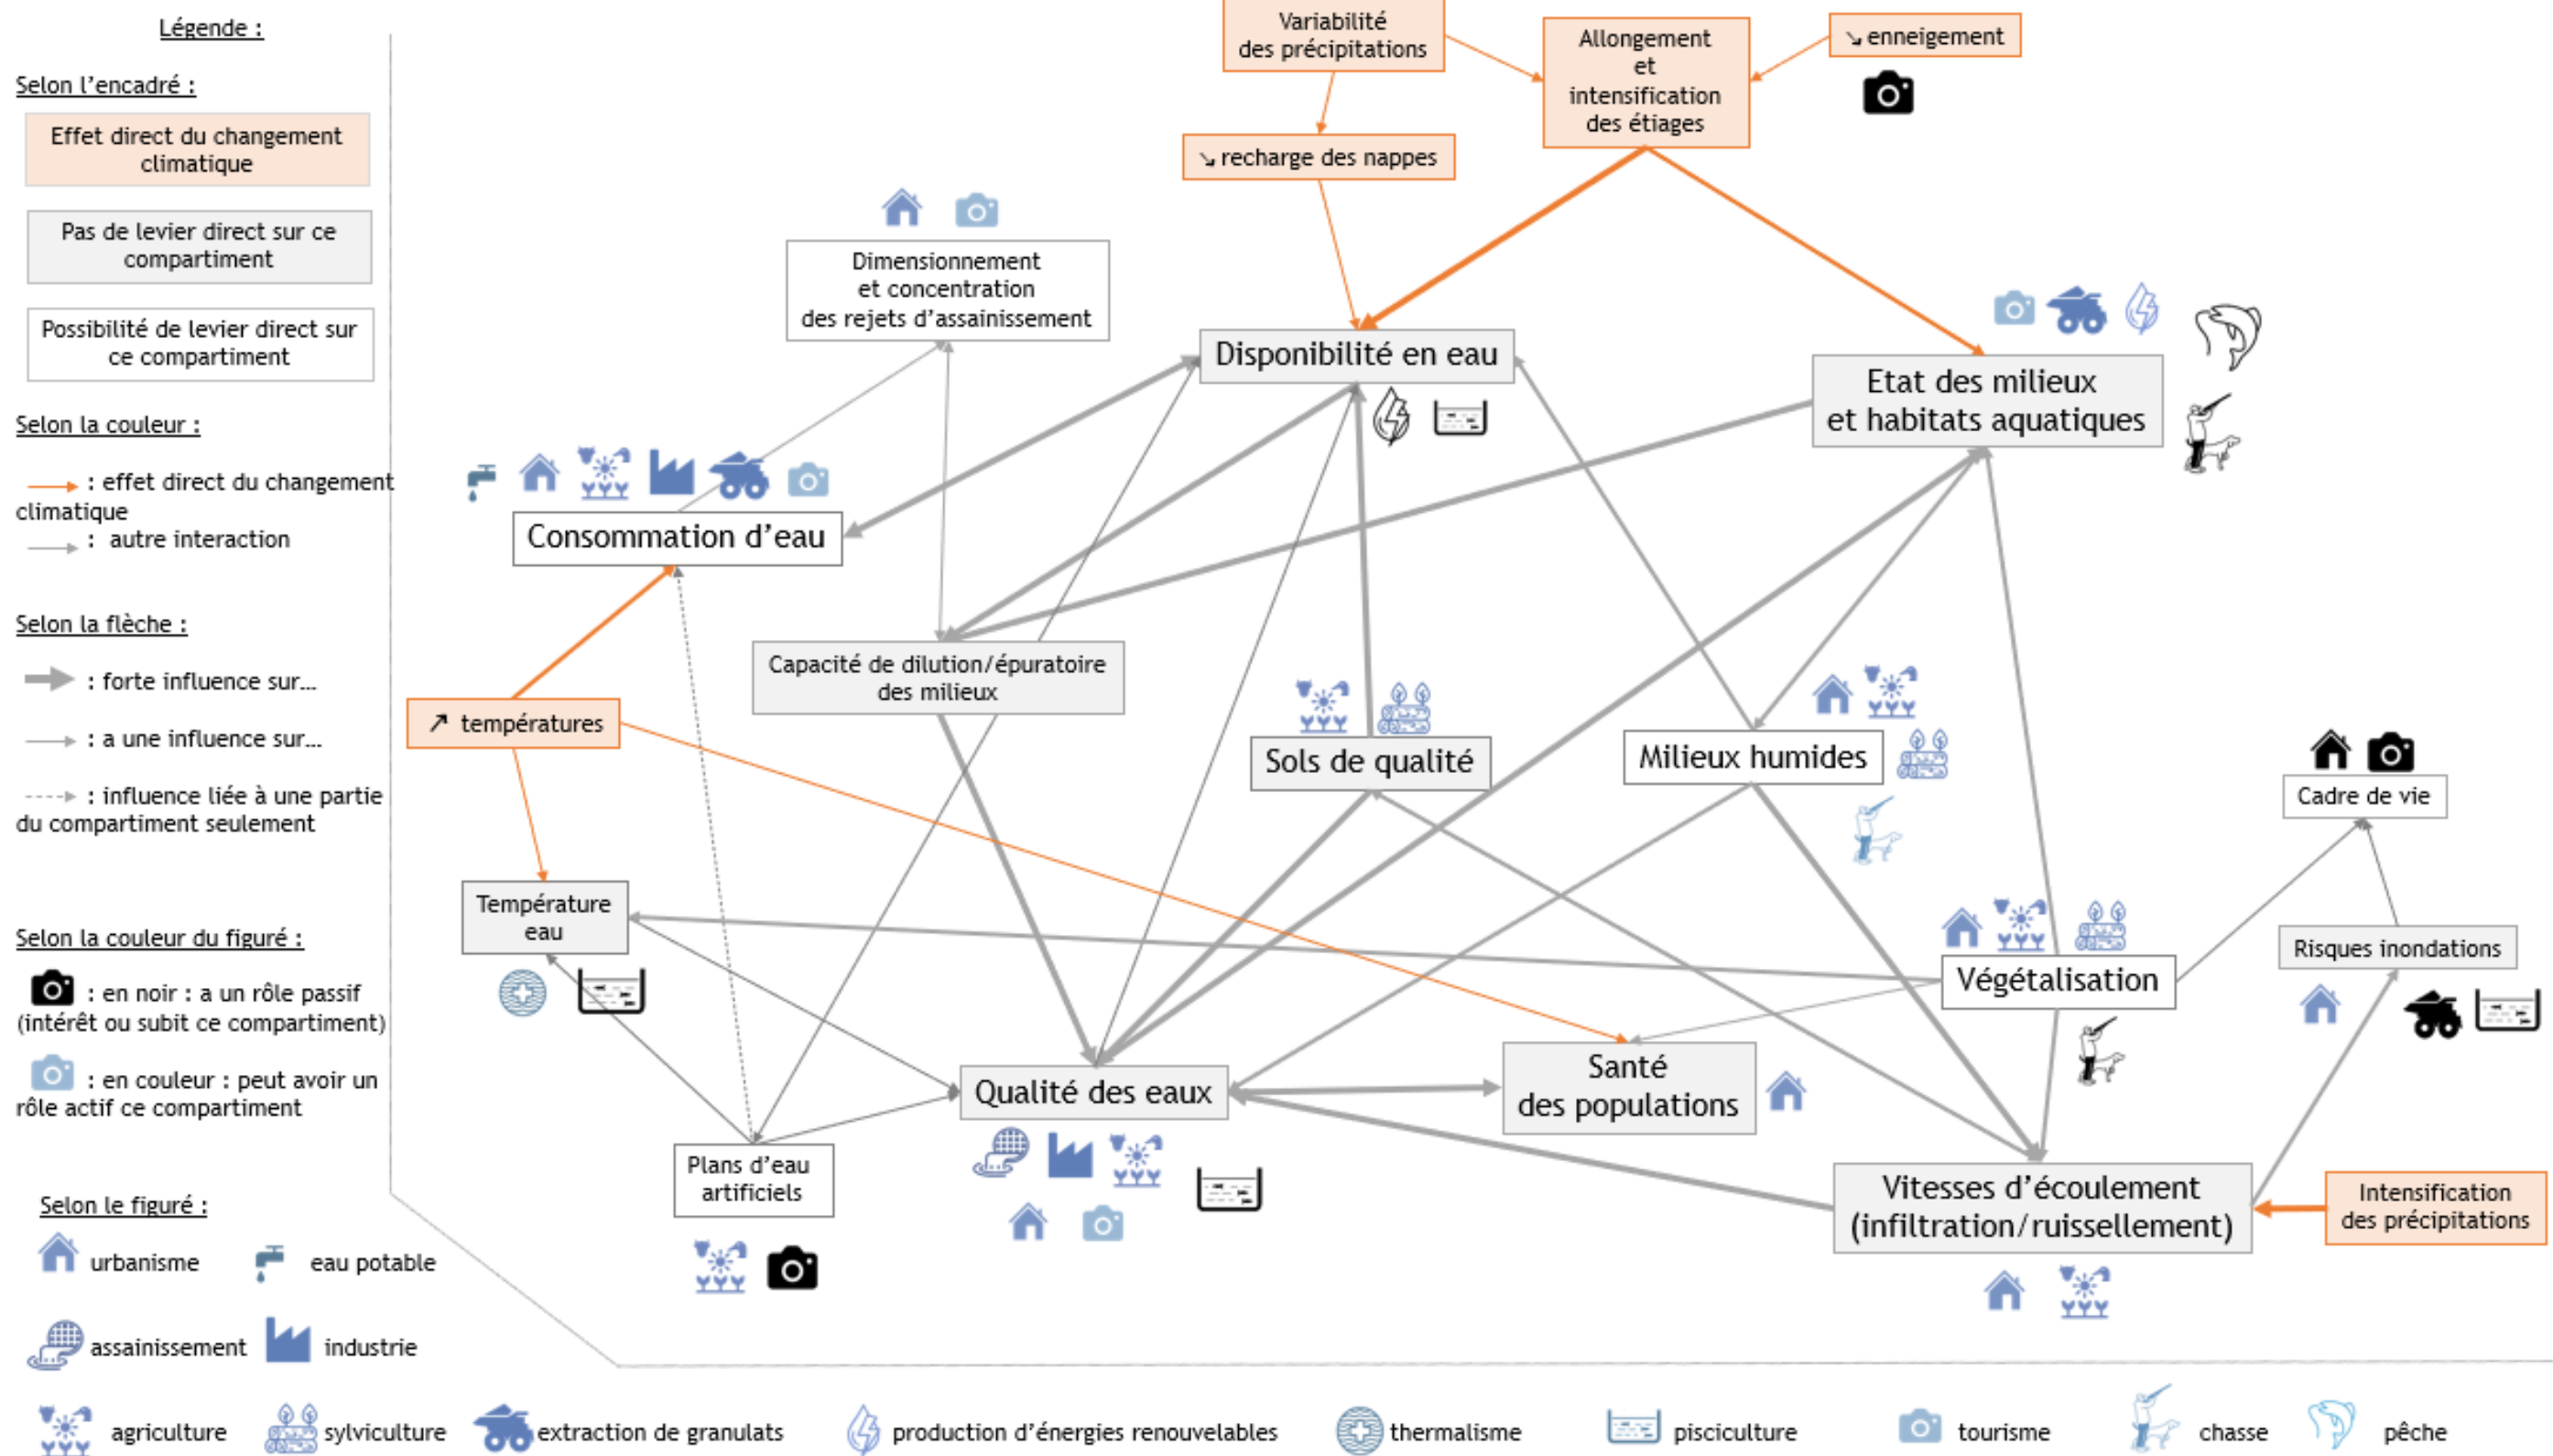 Légende :
Selon l'encadré :
Effet direct du changement
climatique
Pas de levier direct sur ce
compartiment
Possibilité de levier direct sur
ce compartiment
Selon la couleur :
: effet direct du changement
climatique
: autre interaction
Selon la flèche :
: forte influence sur...
: a une influence sur...
: influence liée à une partie
du compartiment seulement
Selon la couleur du figuré :
: en noir : a un rôle passif
(intérêt ou subit ce compartiment)
: en couleur : peut avoir un
rôle actif ce compartiment
Selon le figuré :
urbanisme
eau potable
assainissement
industrie
agriculture
sylviculture
extraction de granulats
production d'énergies renouvelables
thermalisme
pisciculture
tourisme
chasse
pêche
Variabilité
des précipitations
Allongement
et
intensification
des étiages
↘ enneigement
↘ recharge des nappes
Dimensionnement
et concentration
des rejets d'assainissement
Disponibilité en eau
Etat des milieux
et habitats aquatiques
Consommation d'eau
Capacité de dilution/épuratoire
des milieux
↗ températures
Sols de qualité
Milieux humides
Cadre de vie
Température
eau
Végétalisation
Risques inondations
Qualité des eaux
Santé
des populations
Plans d'eau
artificiels
Vitesses d'écoulement
(infiltration/ruissellement)
Intensification
des précipitations